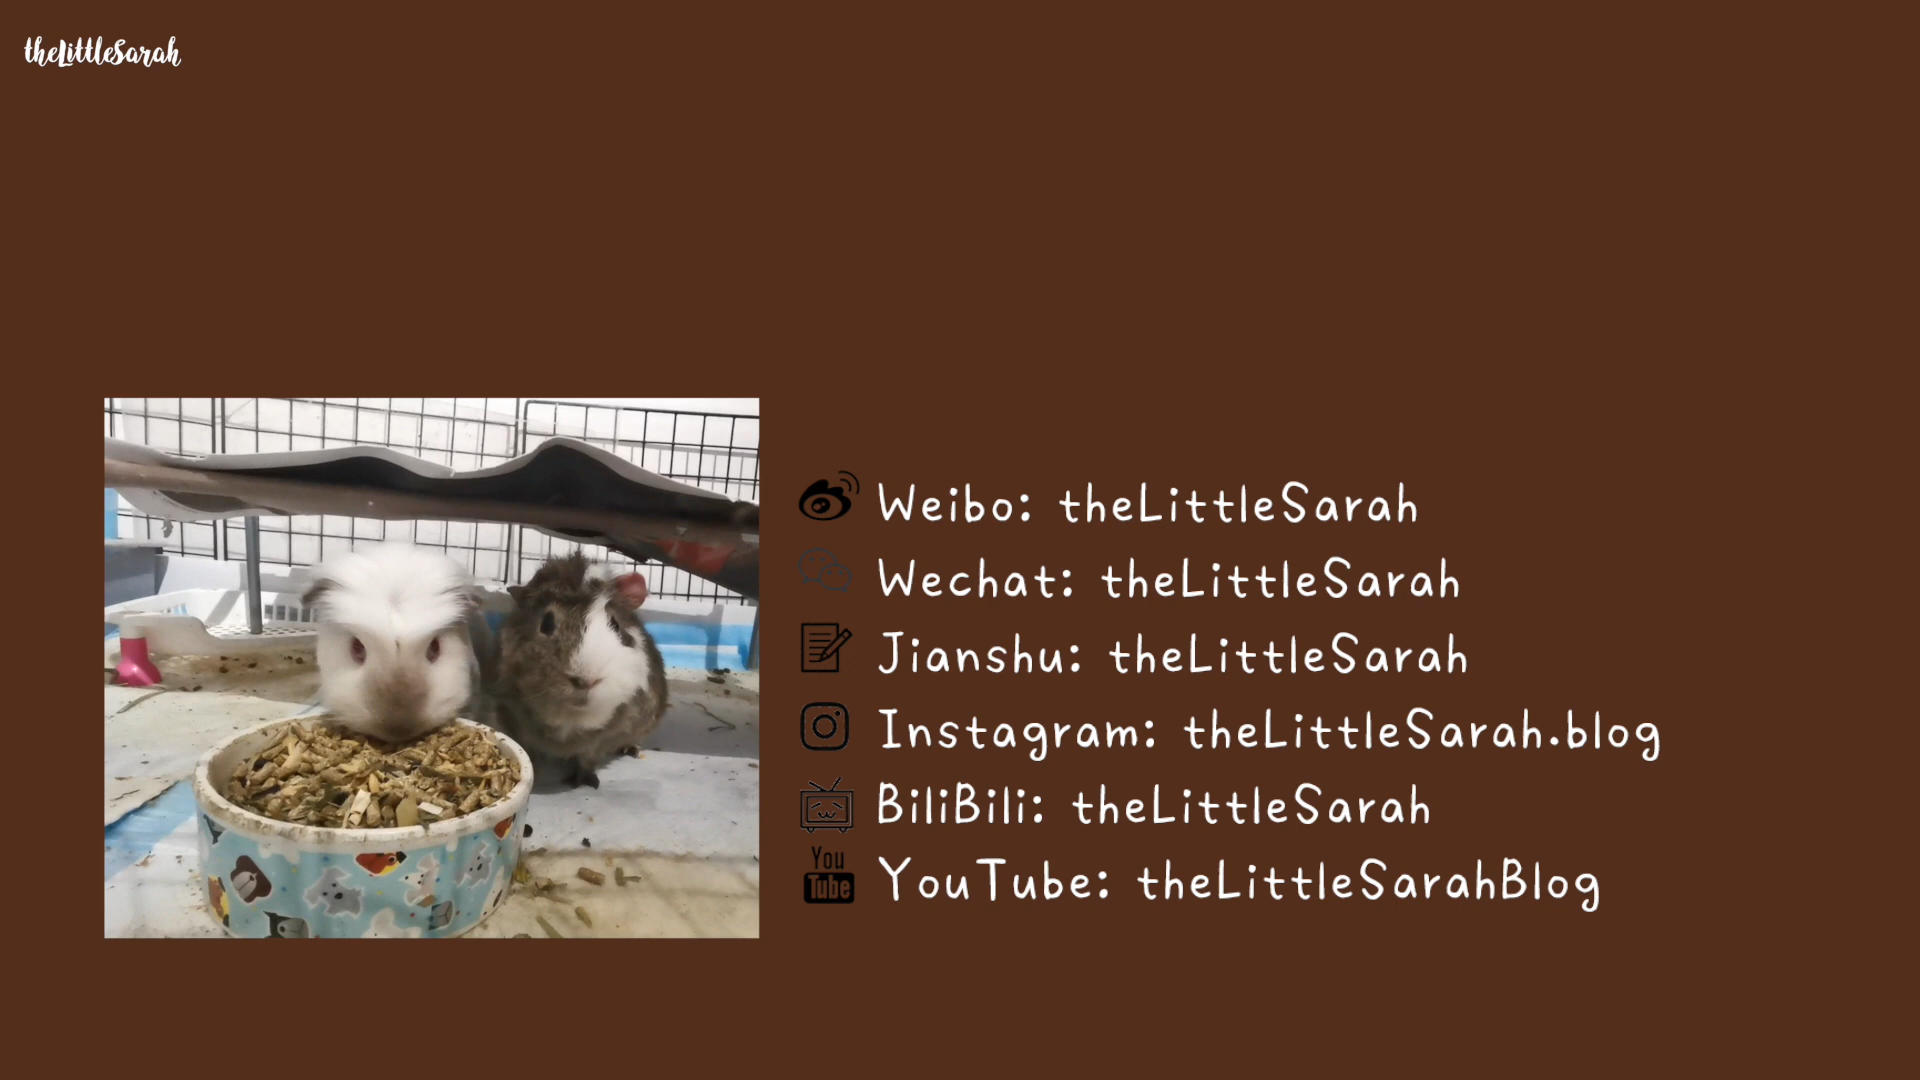 theLittleSarah
Weibo: theLittleSarah
Wechat: theLittleSarah
Jianshu: theLittleSarah
Instagram: theLittleSarah.blog
BiliBili: theLittleSarah
You
Tube
YouTube: theLittleSarahBlog